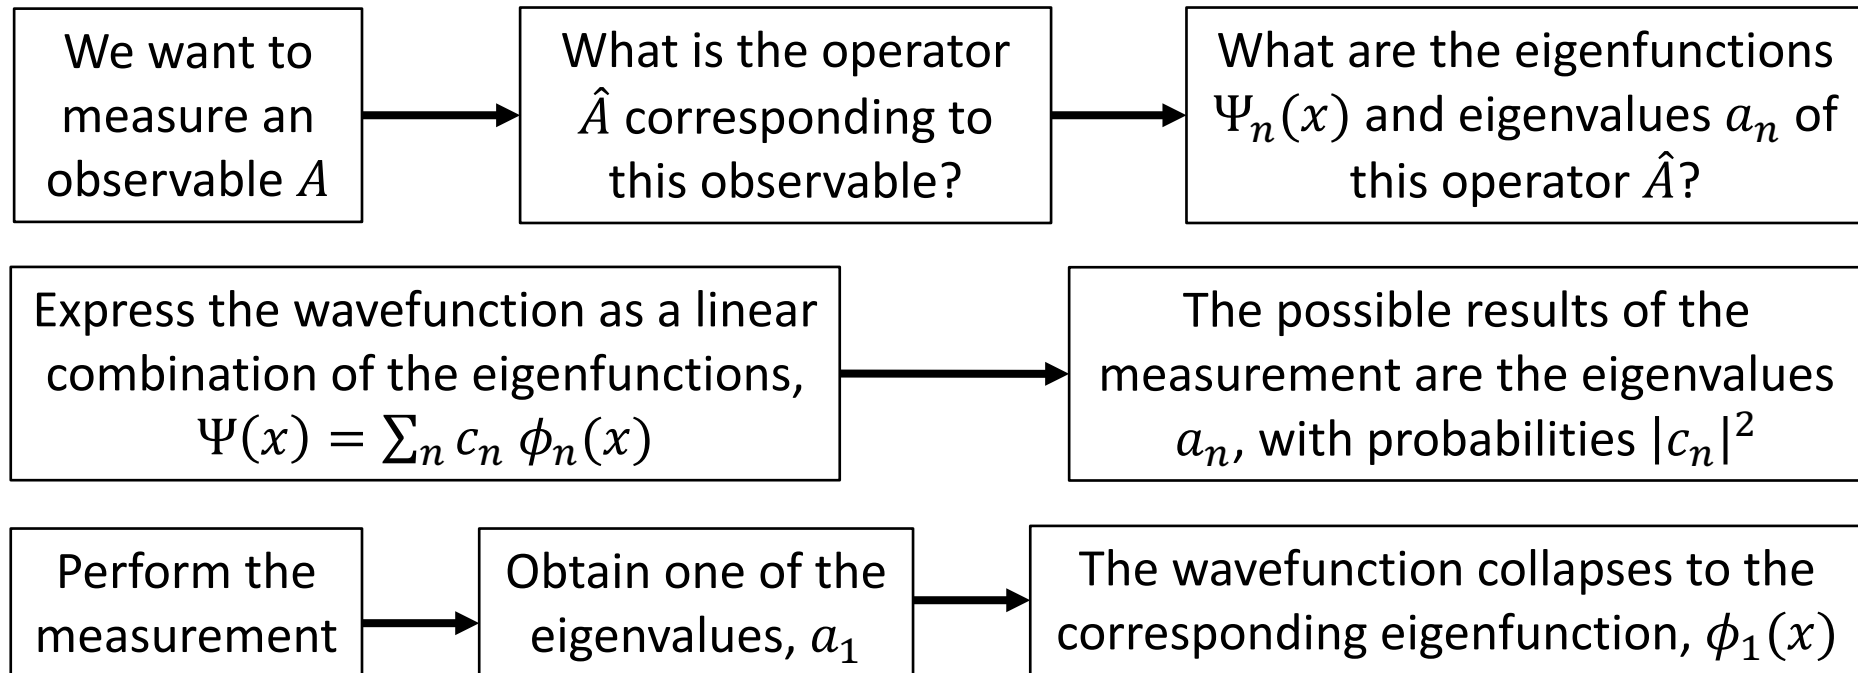 We want to
measure an
observable 𝐴
What is the operator
𝐴̂ corresponding to
this observable?
What are the eigenfunctions
Ψₙ(𝑥) and eigenvalues 𝑎ₙ of
this operator 𝐴̂?
Express the wavefunction as a linear
combination of the eigenfunctions,
Ψ(𝑥) = ∑ₙ 𝑐ₙ 𝜙ₙ(𝑥)
The possible results of the
measurement are the eigenvalues
𝑎ₙ, with probabilities |𝑐ₙ|²
Perform the
measurement
Obtain one of the
eigenvalues, 𝑎₁
The wavefunction collapses to the
corresponding eigenfunction, 𝜙₁(𝑥)